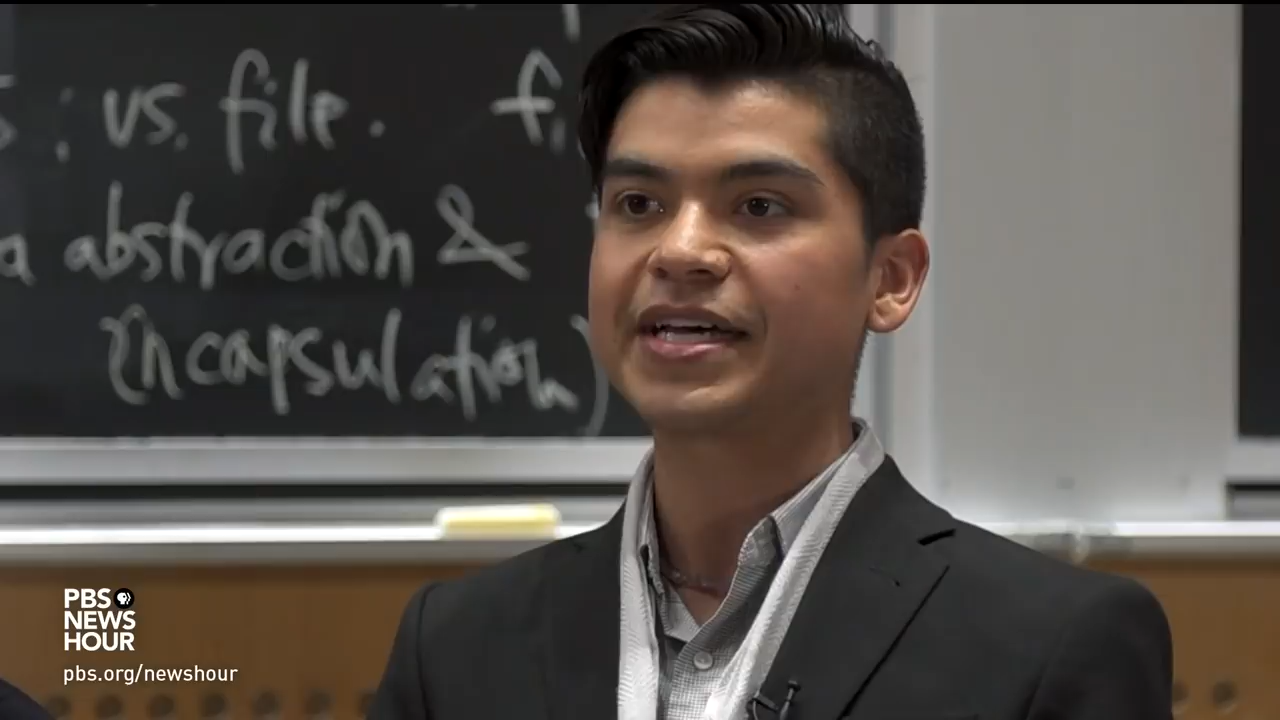 : vs. file.
a abstraction &
encapsulation)
PBS
NEWS
HOUR
pbs.org/newshour